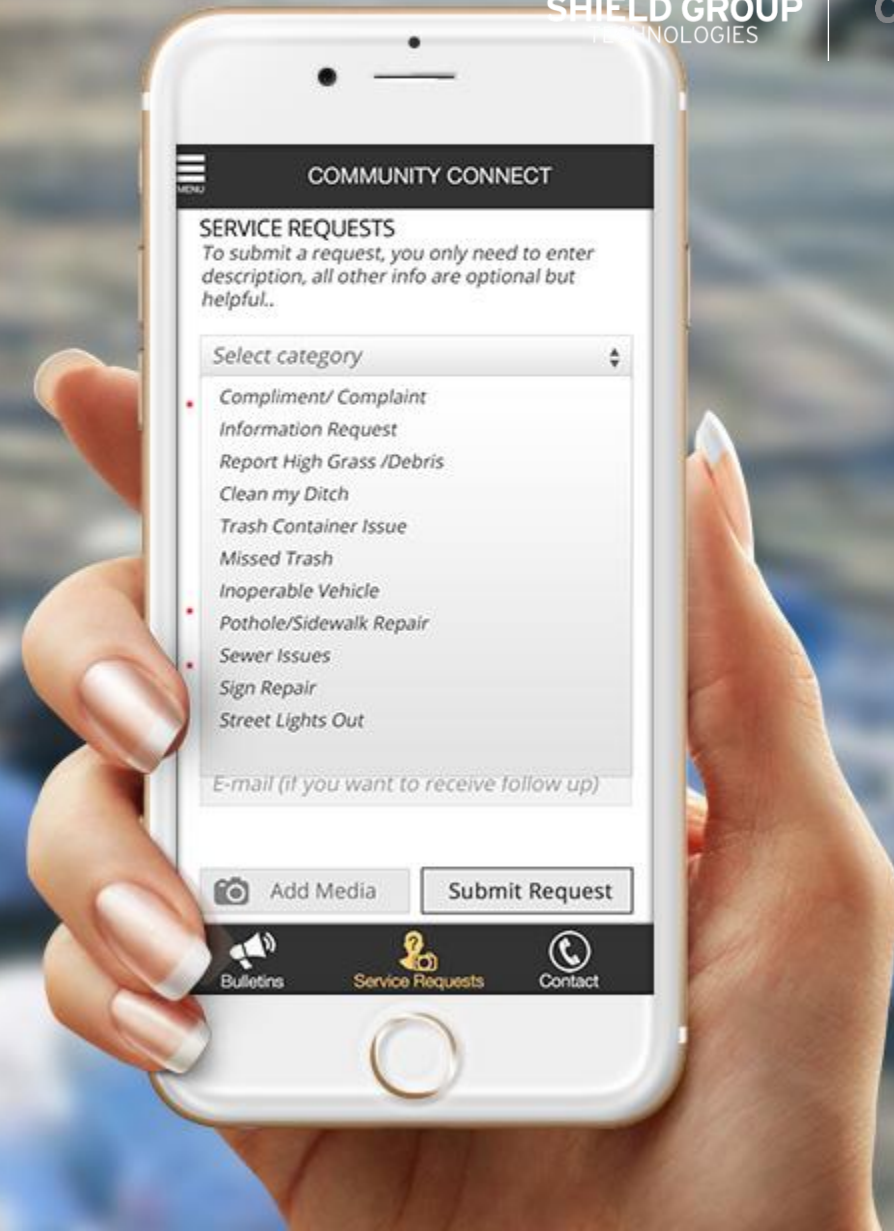 SHIELD GROUP
TECHNOLOGIES
MENU
COMMUNITY CONNECT
SERVICE REQUESTS
To submit a request, you only need to enter
description, all other info are optional but
helpful..
Select category
Compliment/ Complaint
Information Request
Report High Grass /Debris
Clean my Ditch
Trash Container Issue
Missed Trash
Inoperable Vehicle
Pothole/Sidewalk Repair
Sewer Issues
Sign Repair
Street Lights Out
E-mail (if you want to receive follow up)
Add Media
Submit Request
Bulletins
Service Requests
Contact